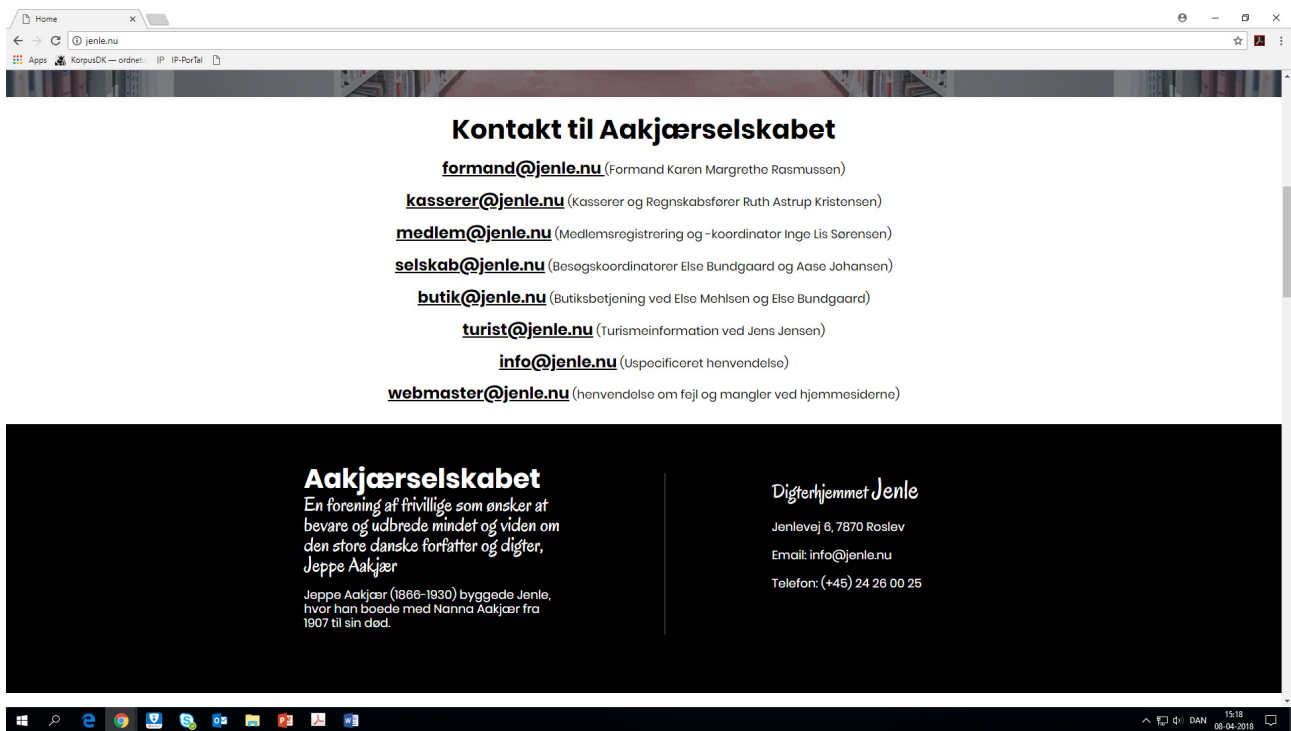 Home
jenle.nu
Apps KorpusDK — ordnet. IP IP-PorTal
Kontakt til Aakjærselskabet
formand@jenle.nu (Formand Karen Margrethe Rasmussen)
kasserer@jenle.nu (Kasserer og Regnskabsfører Ruth Astrup Kristensen)
medlem@jenle.nu (Medlemsregistrering og -koordinator Inge Lis Sørensen)
selskab@jenle.nu (Besøgskoordinatorer Else Bundgaard og Aase Johansen)
butik@jenle.nu (Butiksbetjening ved Else Mehlsen og Else Bundgaard)
turist@jenle.nu (Turismeinformation ved Jens Jensen)
info@jenle.nu (Uspecificeret henvendelse)
webmaster@jenle.nu (henvendelse om fejl og mangler ved hjemmesiderne)
Aakjærselskabet
En forening af frivillige som ønsker at
bevare og udbrede mindet og viden om
den store danske forfatter og digter,
Jeppe Aakjær
Jeppe Aakjær (1866-1930) byggede Jenle,
hvor han boede med Nanna Aakjær fra
1907 til sin død.
Digterhjemmet Jenle
Jenlevej 6, 7870 Roslev
Email: info@jenle.nu
Telefon: (+45) 24 26 00 25
DAN
15:18
08-04-2018